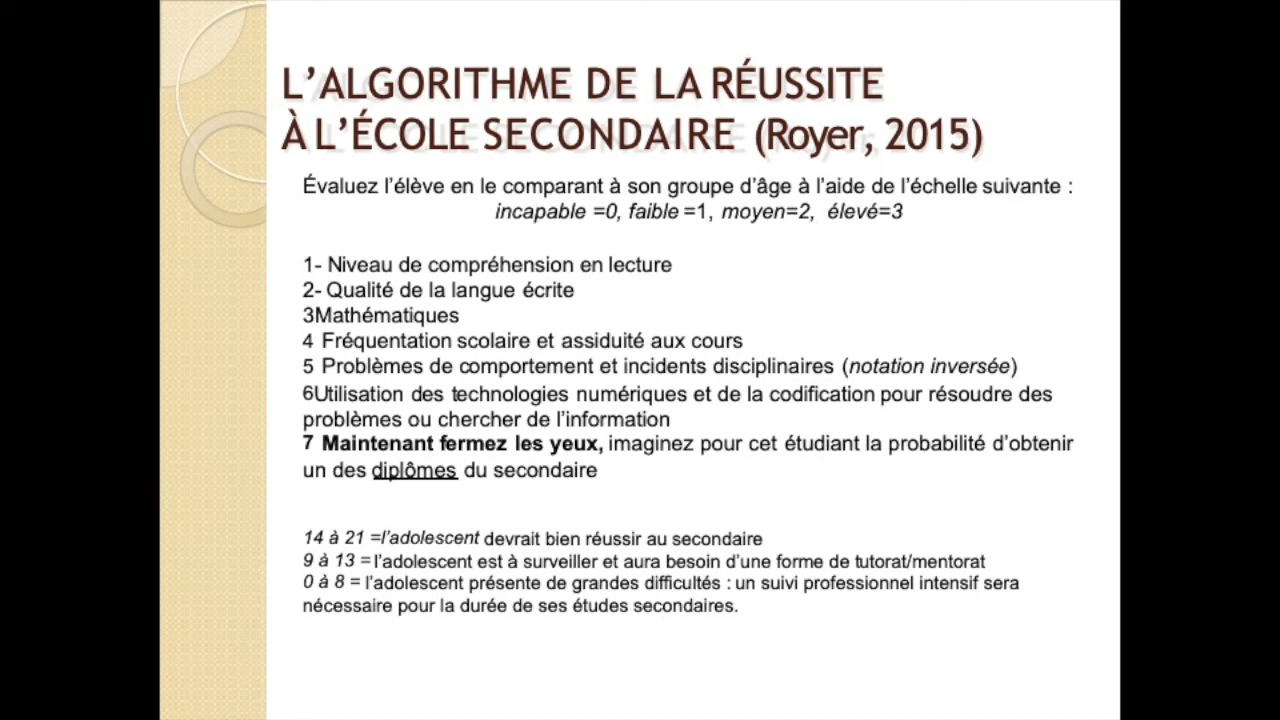 L'ALGORITHME DE LA RÉUSSITE
À L'ÉCOLE SECONDAIRE (Royer, 2015)
Évaluez l'élève en le comparant à son groupe d'âge à l'aide de l'échelle suivante :
incapable =0, faible =1, moyen=2, élevé=3
1- Niveau de compréhension en lecture
2- Qualité de la langue écrite
3Mathématiques
4 Fréquentation scolaire et assiduité aux cours
5 Problèmes de comportement et incidents disciplinaires (notation inversée)
6Utilisation des technologies numériques et de la codification pour résoudre des
problèmes ou chercher de l'information
7 Maintenant fermez les yeux, imaginez pour cet étudiant la probabilité d'obtenir
un des diplômes du secondaire
14 à 21 =l'adolescent devrait bien réussir au secondaire
9 à 13 = l'adolescent est à surveiller et aura besoin d'une forme de tutorat/mentorat
0 à 8 = l'adolescent présente de grandes difficultés : un suivi professionnel intensif sera
nécessaire pour la durée de ses études secondaires.